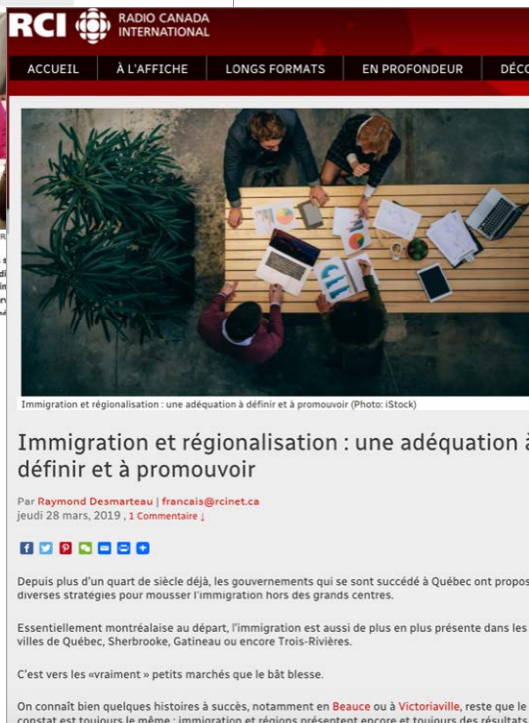 RCI RADIO CANADA
INTERNATIONAL
ACCUEIL À L'AFFICHE LONGS FORMATS EN PROFONDEUR
Immigration et régionalisation : une adéquation à définir et à promouvoir (Photo: iStock)
Immigration et régionalisation : une adéquation à
définir et à promouvoir
Par Raymond Desmarteau | francais@rcinet.ca
jeudi 28 mars, 2019 , 1 Commentaire ↓
Depuis plus d'un quart de siècle déjà, les gouvernements qui se sont succédé à Québec ont propos
diverses stratégies pour mousser l'immigration hors des grands centres.
Essentiellement montréalaise au départ, l'immigration est aussi de plus en plus présente dans les
villes de Québec, Sherbrooke, Gatineau ou encore Trois-Rivières.
C'est vers les «vraiment » petits marchés que le bât blesse.
On connaît bien quelques histoires à succès, notamment en Beauce ou à Victoriaville, reste que le
constat est toujours le même : immigration et régions présentent encore et toujours des résultats